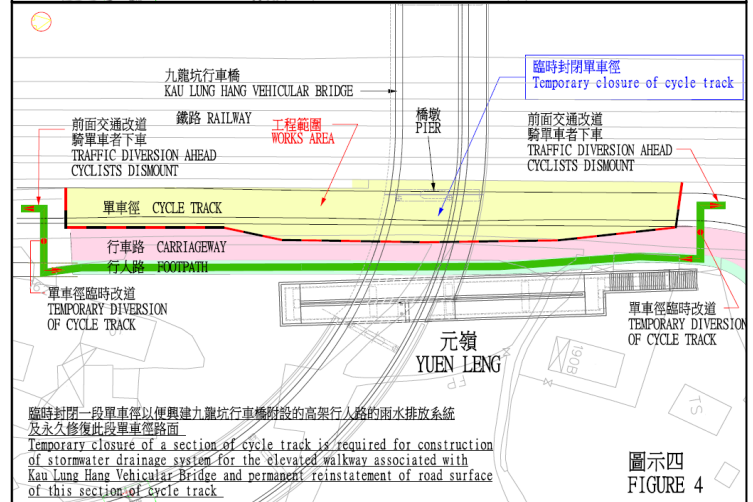 九龍坑行車橋
KAU LUNG HANG VEHICULAR BRIDGE
臨時封閉單車徑
Temporary closure of cycle track
鐵路 RAILWAY
工程範圍
WORKS AREA
橋墩
PIER
前面交通改道
騎單車者下車
TRAFFIC DIVERSION AHEAD
CYCLISTS DISMOUNT
前面交通改道
騎單車者下車
TRAFFIC DIVERSION AHEAD
CYCLISTS DISMOUNT
單車徑 CYCLE TRACK
行車路 CARRIAGEWAY
行人路 FOOTPATH
單車徑臨時改道
TEMPORARY DIVERSION
OF CYCLE TRACK
單車徑臨時改道
TEMPORARY DIVERSION
OF CYCLE TRACK
元嶺
YUEN LENG
FP
1908
TS
臨時封閉一段單車徑以便興建九龍坑行車橋附設的高架行人路的雨水排放系統
及永久修復此段單車徑路面
Temporary closure of a section of cycle track is required for construction
of stormwater drainage system for the elevated walkway associated with
Kau Lung Hang Vehicular Bridge and permanent reinstatement of road surface
of this section of cycle track
圖示四
FIGURE 4